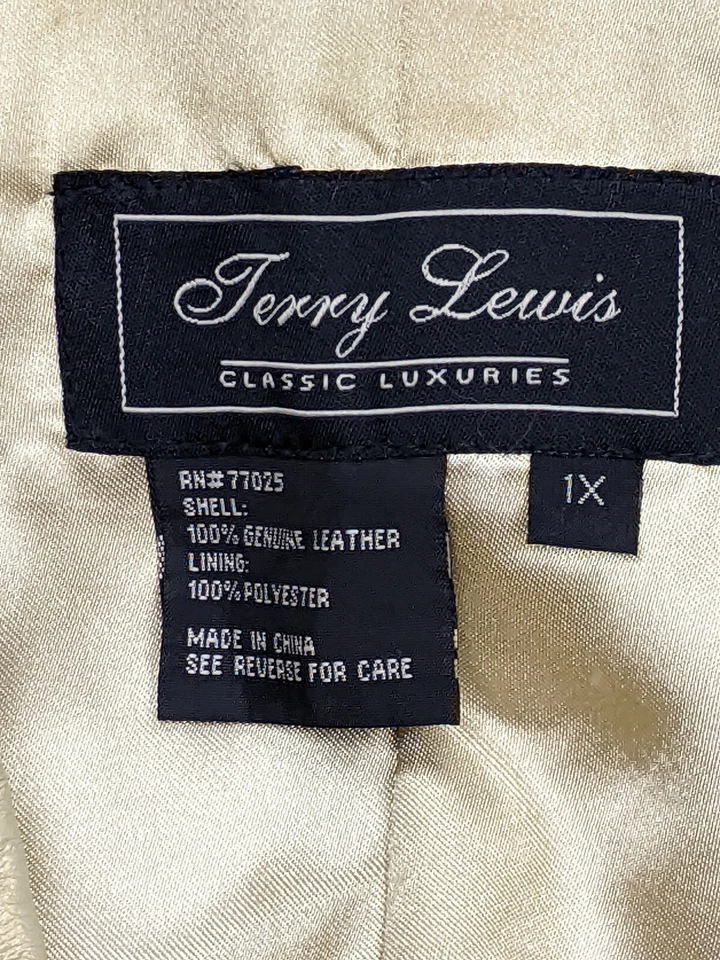 Terry Lewis
CLASSIC LUXURIES
RN#77025
SHELL:
100% GENUINE LEATHER
LINING:
100% POLYESTER
MADE IN CHINA
SEE REVERSE FOR CARE
1X